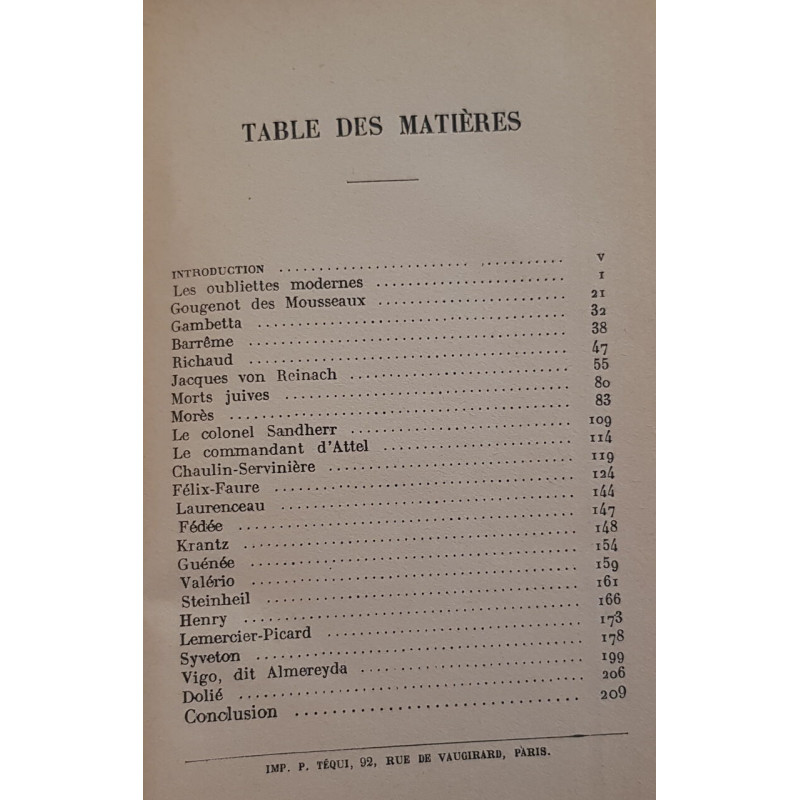 TABLE DES MATIÈRES
INTRODUCTION ........................ ........... V
Les oubliettes modernes ........................ 1
Gougenot des Mousseaux ........................ 21
Gambetta ........................ 32
Barrême ........................ 38
Richaud ........................ 47
Jacques von Reinach ........................ 55
Morts juives ........................ 80
Morès ........................ 83
Le colonel Sandherr ........................ 109
Le commandant d'Attel ........................ 114
Chaulin-Servinière ........................ 119
Félix-Faure ........................ 124
Laurenceau ........................ 144
Fédée ........................ 147
Krantz ........................ 148
Guénée ........................ 154
Valério ........................ 159
Steinheil ........................ 161
Henry ........................ 166
Lemercier-Picard ........................ 173
Syveton ........................ 178
Vigo, dit Almereyda ........................ 199
Dolié ........................ 206
Conclusion ........................ 209
IMP. P. TÉQUI, 92, RUE DE VAUGIRARD, PARIS.